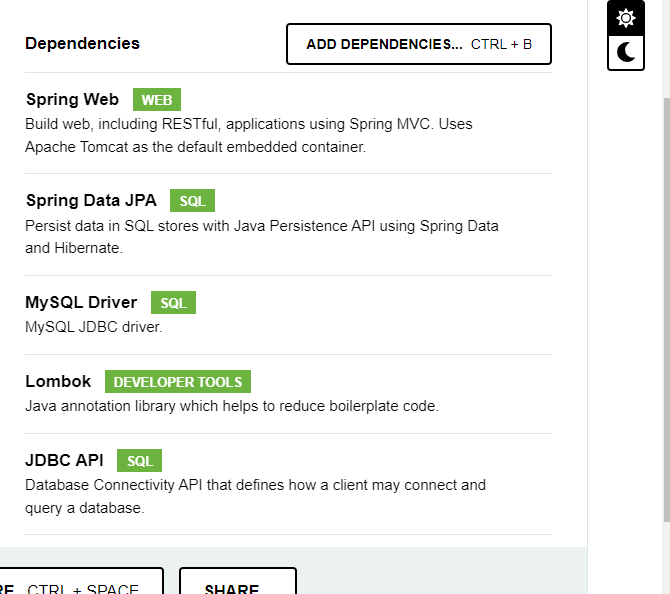 Dependencies
ADD DEPENDENCIES... CTRL + B
Spring Web WEB
Build web, including RESTful, applications using Spring MVC. Uses
Apache Tomcat as the default embedded container.
Spring Data JPA SQL
Persist data in SQL stores with Java Persistence API using Spring Data
and Hibernate.
MySQL Driver SQL
MySQL JDBC driver.
Lombok DEVELOPER TOOLS
Java annotation library which helps to reduce boilerplate code.
JDBC API SQL
Database Connectivity API that defines how a client may connect and
query a database.
CTRL + SPACE
SHARE...